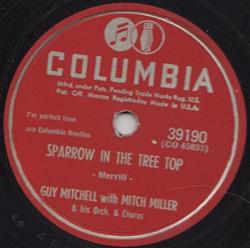 COLUMBIA
Mfrd. under Pats. Pending Trade Marks Reg. U.S.
Pat. Off. Marcas Registradas Made in U.S.A.
For perfect tone
use Columbia Needles
39190
(CO 45033)
SPARROW IN THE TREE TOP
- Merrill -
GUY MITCHELL with MITCH MILLER
& his Orch. & Chorus